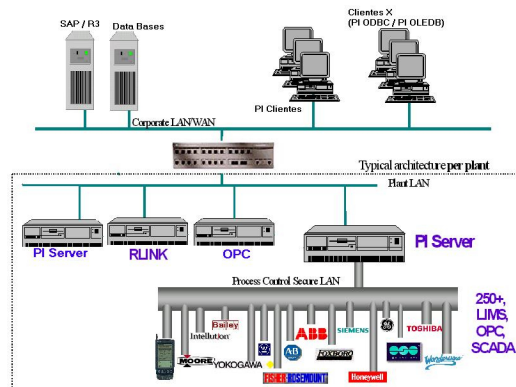 SAP / R3
Data Bases
Clientes X
(PI ODBC / PI OLEDB)
PI Clientes
Corporate LAN/WAN
Typical architecture per plant
Plant LAN
PI Server
RLINK
OPC
PI Server
Process Control Secure LAN
250+,
LIMS,
OPC,
SCADA
Bailey
Intellution
ABB
SIEMENS
TOSHIBA
MOORE
YOKOGAWA
AB
FOXBORO
Wonderware
FISHER-ROSEMOUNT
Honeywell